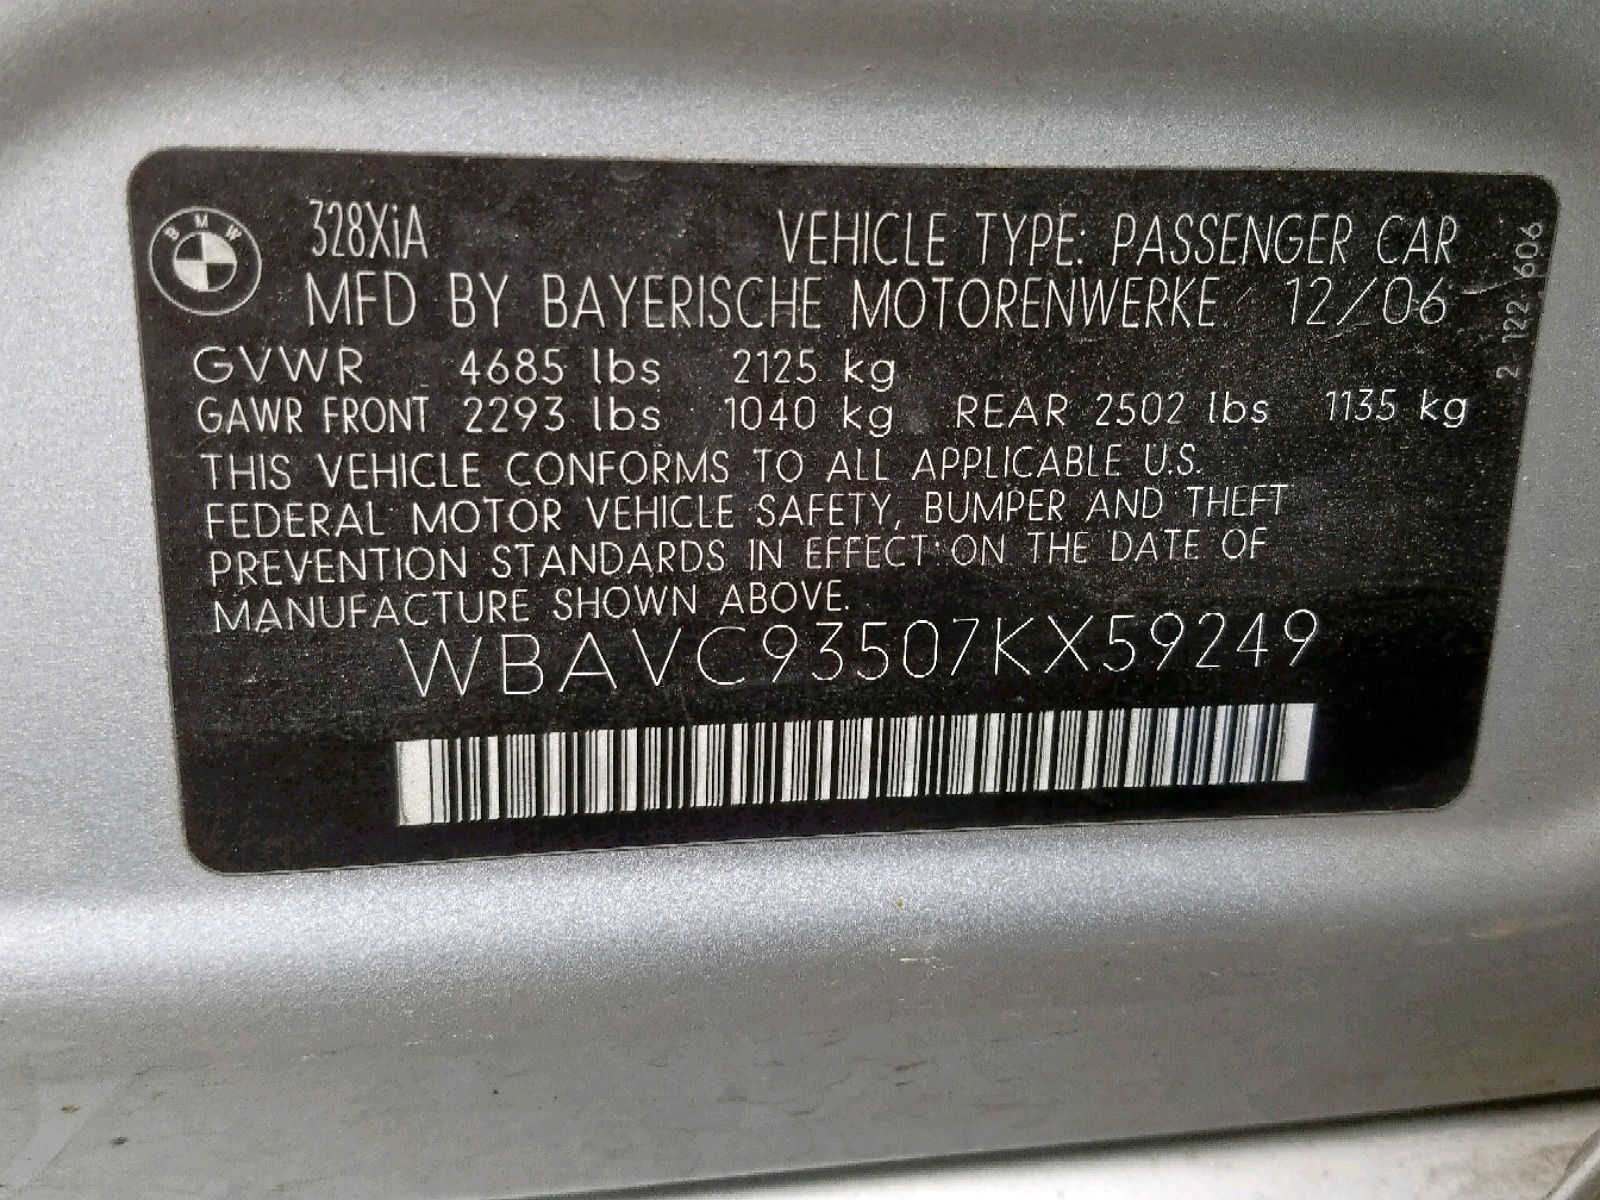 BMW
328XiA VEHICLE TYPE: PASSENGER CAR
MFD BY BAYERISCHE MOTORENWERKE 12/06
GVWR 4685 lbs 2125 kg
GAWR FRONT 2293 lbs 1040 kg REAR 2502 lbs 1135 kg
THIS VEHICLE CONFORMS TO ALL APPLICABLE U.S.
FEDERAL MOTOR VEHICLE SAFETY, BUMPER AND THEFT
PREVENTION STANDARDS IN EFFECT ON THE DATE OF
MANUFACTURE SHOWN ABOVE.
WBAVC93507KX59249
2 122 606